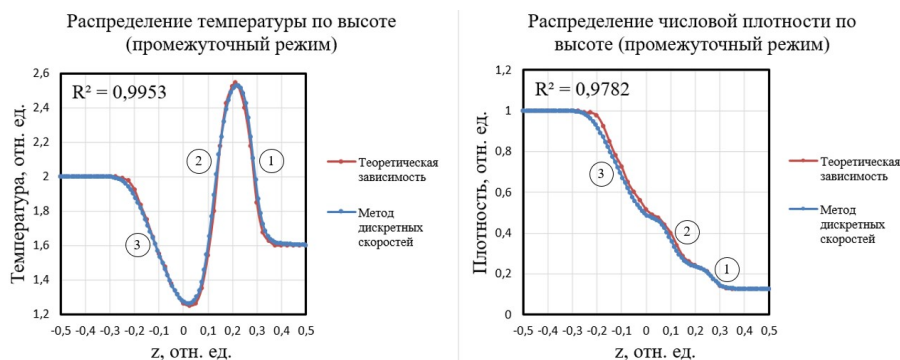 Распределение температуры по высоте
(промежуточный режим)
2,6
2,4
2,2
2,0
1,8
1,6
1,4
1,2
Температура, отн. ед.
R² = 0,9953
2
1
3
-0,5 -0,4 -0,3 -0,2 -0,1 0 0,1 0,2 0,3 0,4 0,5
z, отн. ед.
Теоретическая
зависимость
Метод
дискретных
скоростей
Распределение числовой плотности по
высоте (промежуточный режим)
1,2
1
0,8
0,6
0,4
0,2
0
Плотность, отн. ед.
R² = 0,9782
3
2
1
-0,5 -0,4 -0,3 -0,2 -0,1 0 0,1 0,2 0,3 0,4 0,5
z, отн. ед.
Теоретическая
зависимость
Метод
дискретных
скоростей